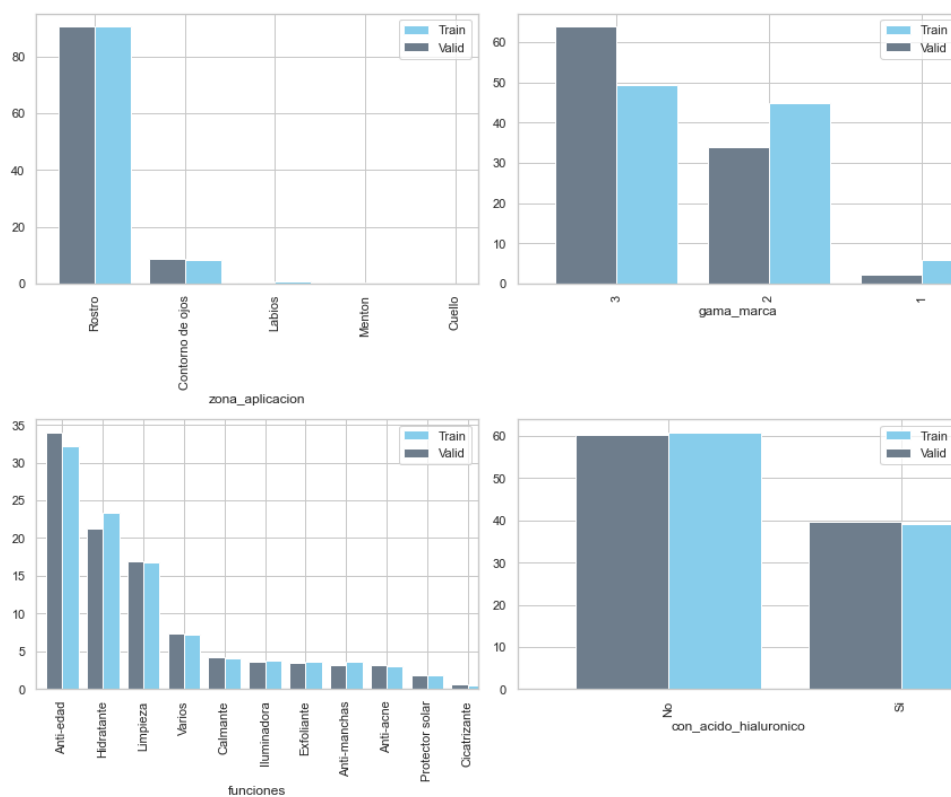 80
60
40
20
0
Train
Valid
Rostro
Contorno de ojos
Labios
Menton
Cuello
zona_aplicacion
60
50
40
30
20
10
0
Train
Valid
3
2
1
gama_marca
35
30
25
20
15
10
5
0
Train
Valid
Anti-edad
Hidratante
Limpieza
Varios
Calmante
Iluminadora
Exfoliante
Anti-manchas
Anti-acne
Protector solar
Cicatrizante
funciones
60
50
40
30
20
10
0
Train
Valid
No
Si
con_acido_hialuronico